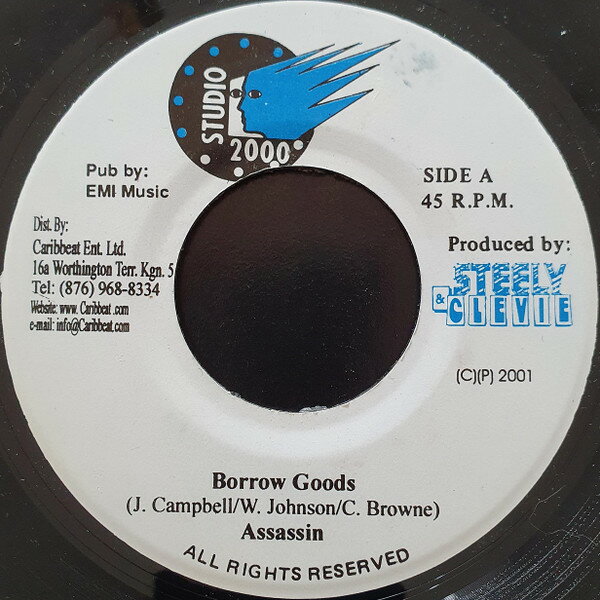 STUDIO
2000
Pub by:
EMI Music
SIDE A
45 R.P.M.
Dist. By:
Caribbeat Ent. Ltd.
16a Worthington Terr. Kgn. 5
Tel: (876) 968-8334
Website: www. Caribbeat .com
e-mail: info@Caribbeat.com
Produced by:
STEELY
& CLEVIE
(C)(P) 2001
Borrow Goods
(J. Campbell/W. Johnson/C. Browne)
Assassin
ALL RIGHTS RESERVED